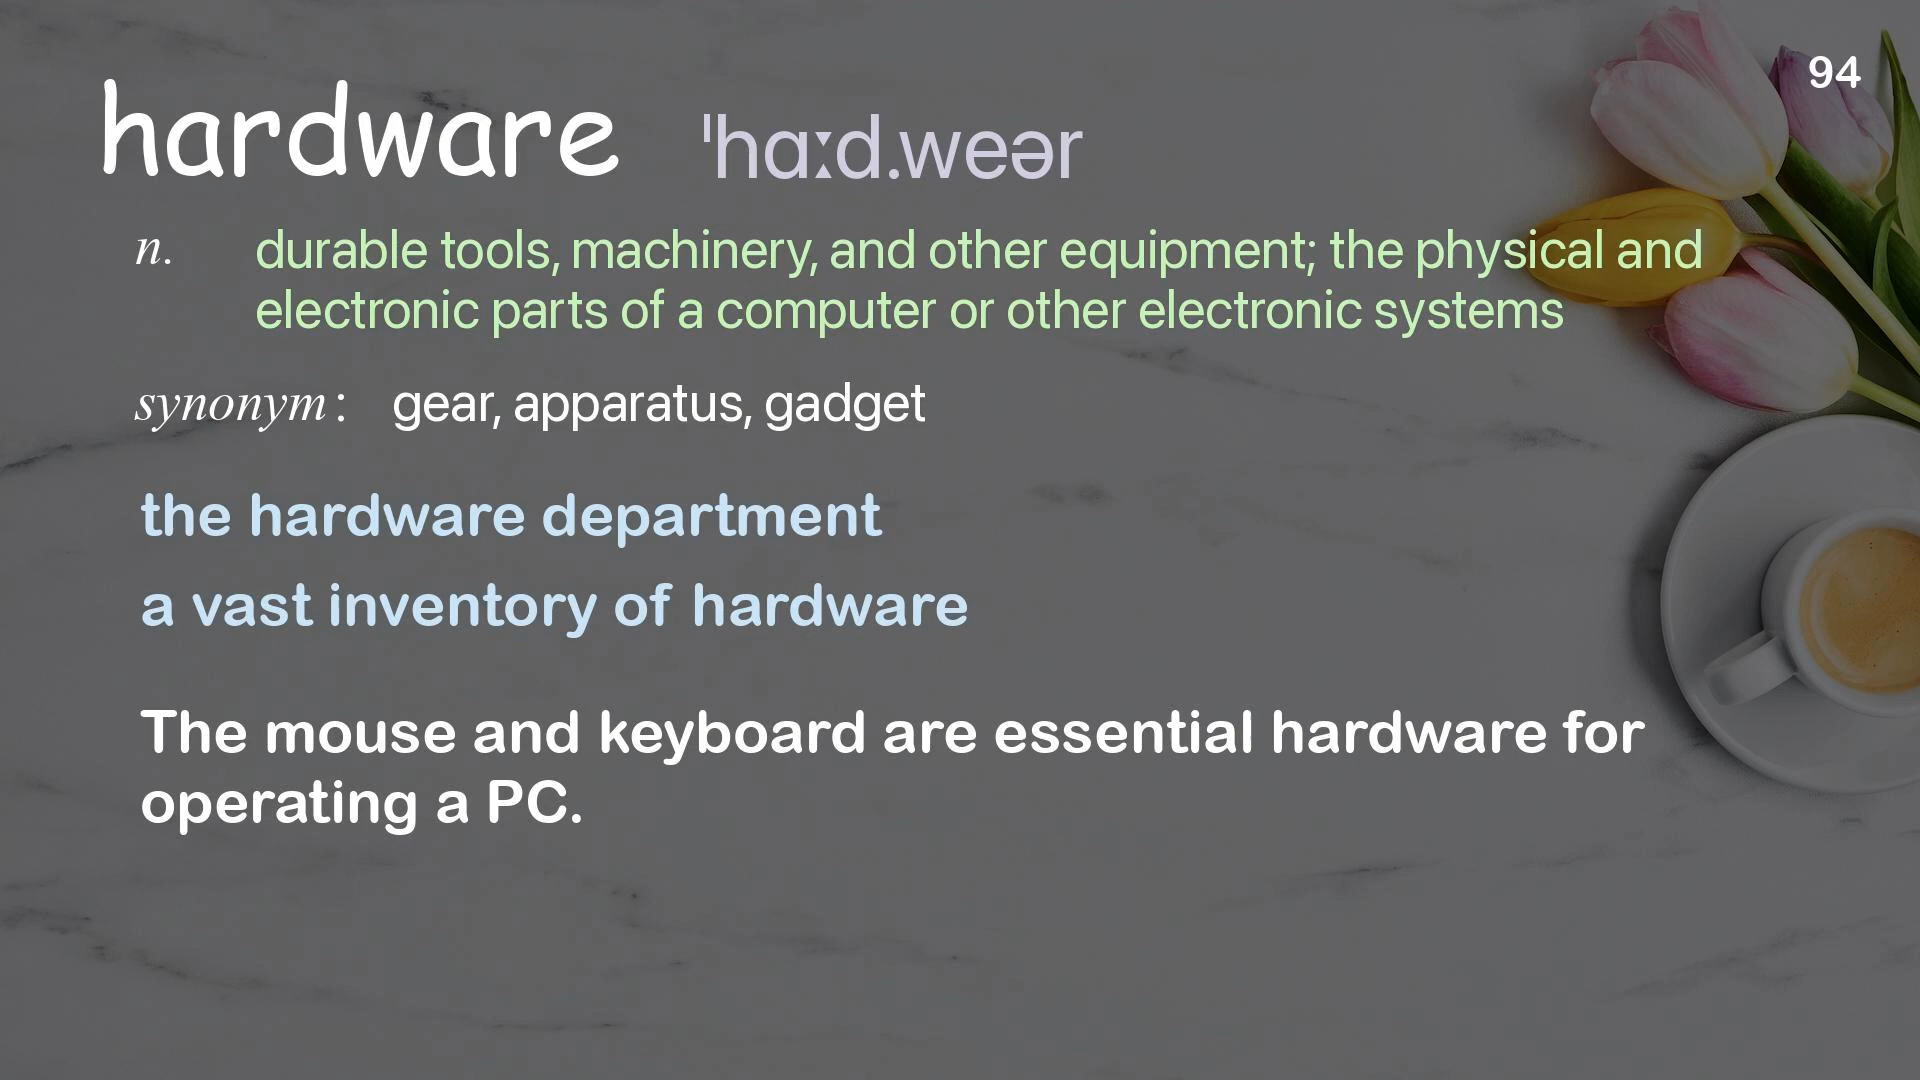 94
hardware ˈhɑːd.weər
n. durable tools, machinery, and other equipment; the physical and
electronic parts of a computer or other electronic systems
synonym: gear, apparatus, gadget
the hardware department
a vast inventory of hardware
The mouse and keyboard are essential hardware for
operating a PC.